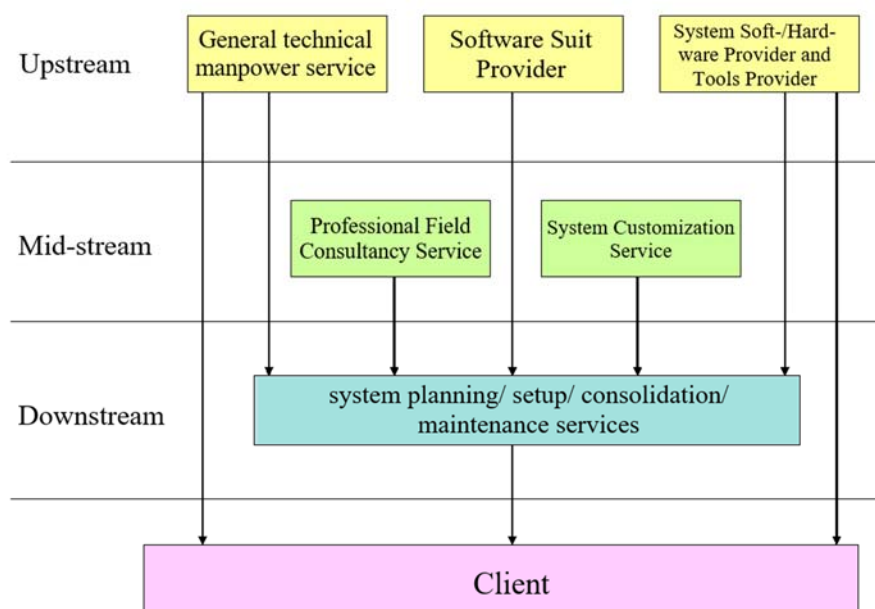 Upstream
General technical
manpower service
Software Suit
Provider
System Soft-/Hard-
ware Provider and
Tools Provider
Mid-stream
Professional Field
Consultancy Service
System Customization
Service
Downstream
system planning/ setup/ consolidation/
maintenance services
Client